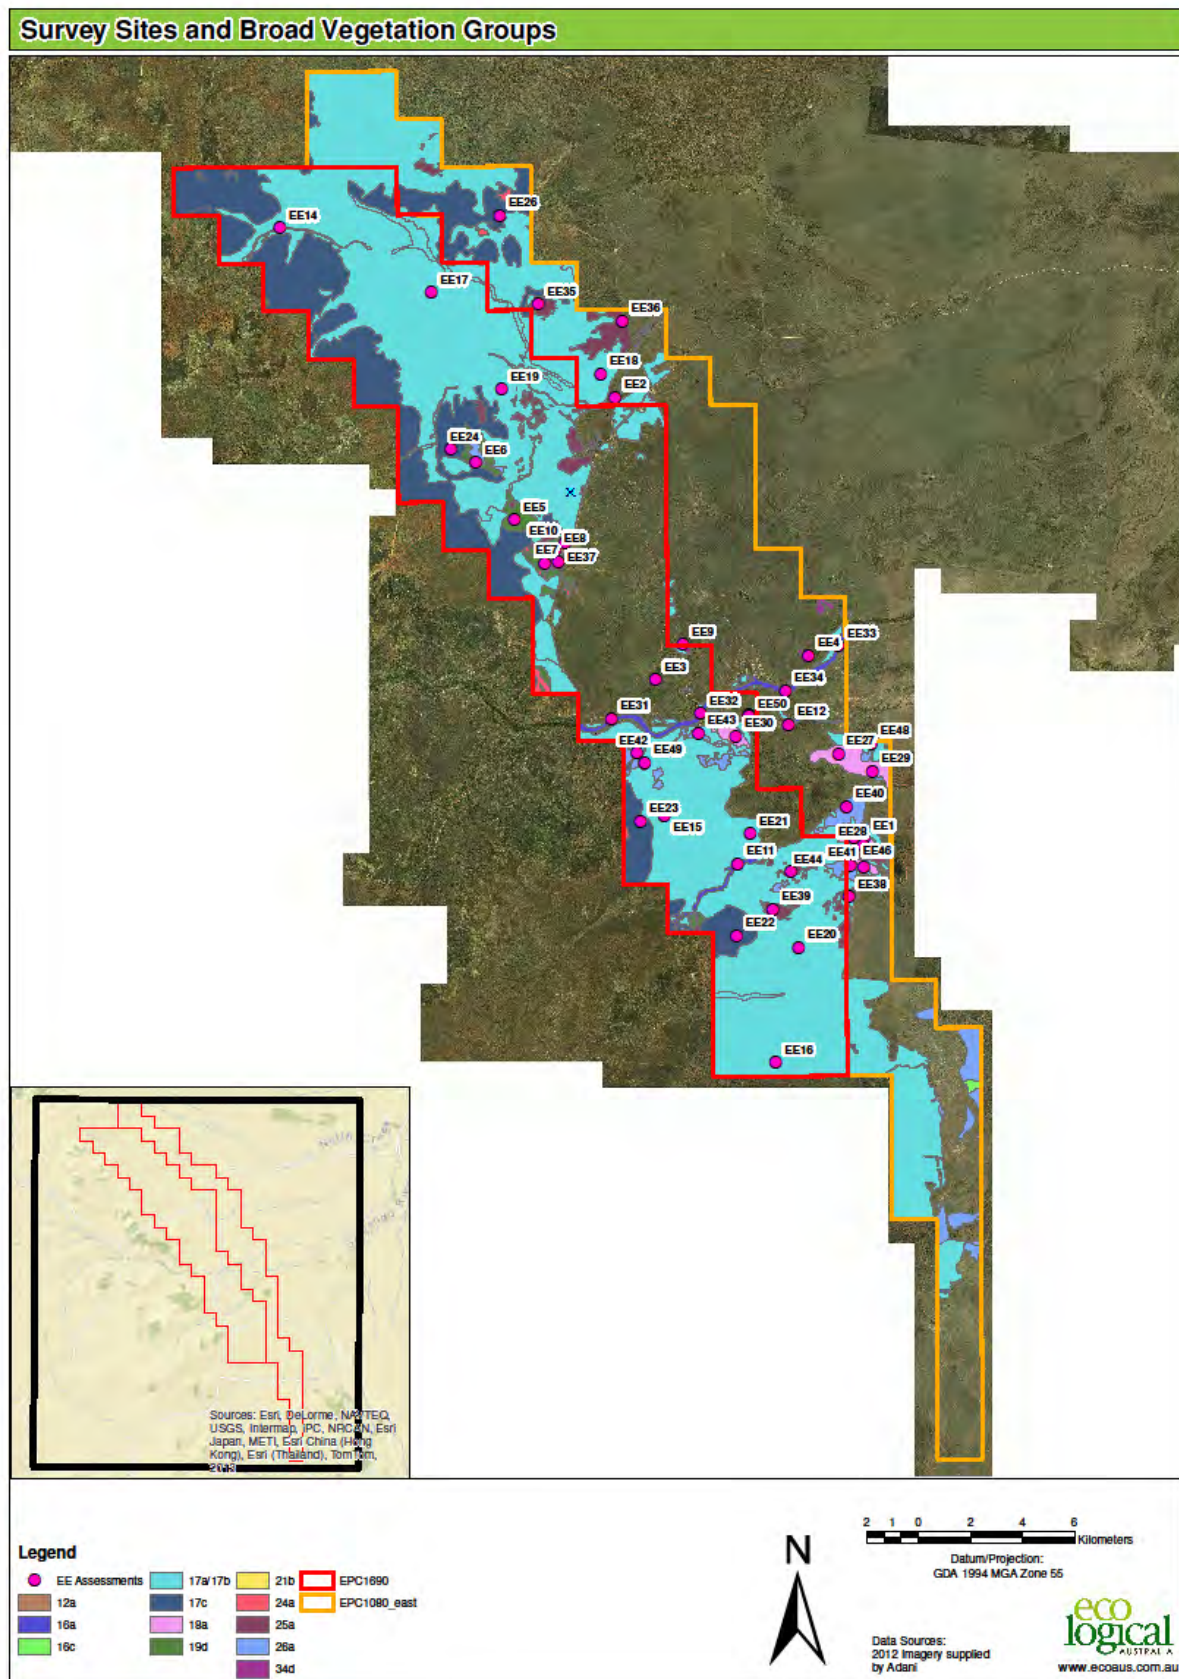 Survey Sites and Broad Vegetation Groups
EE26
EE14
EE17
EE35
EE36
EE18
EE19
EE2
EE24
EE6
EE5
EE10
EE8
EE7
EE37
EE9
EE33
EE4
EE3
EE34
EE32
EE50
EE31
EE12
EE43
EE30
EE42
EE49
EE27
EE48
EE29
EE40
EE23
EE15
EE21
EE28
EE1
EE11
EE44
EE41
EE46
EE38
EE39
EE22
EE20
EE16
Sources: Esri, DeLorme, NAVTEQ,
USGS, Intermap, iPC, NRCAN, Esri
Japan, METI, Esri China (Hong
Kong), Esri (Thailand), TomTom,
2013
Legend
EE Assessments
12a
16a
16c
17a/17b
17c
18a
19d
21b
24a
25a
26a
34d
EPC1690
EPC1080_east
N
2 1 0 2 4 6
Kilometers
Datum/Projection:
GDA 1994 MGA Zone 55
Data Sources:
2012 Imagery supplied
by Adani
eco
logical
AUSTRALIA
www.ecoaus.com.au